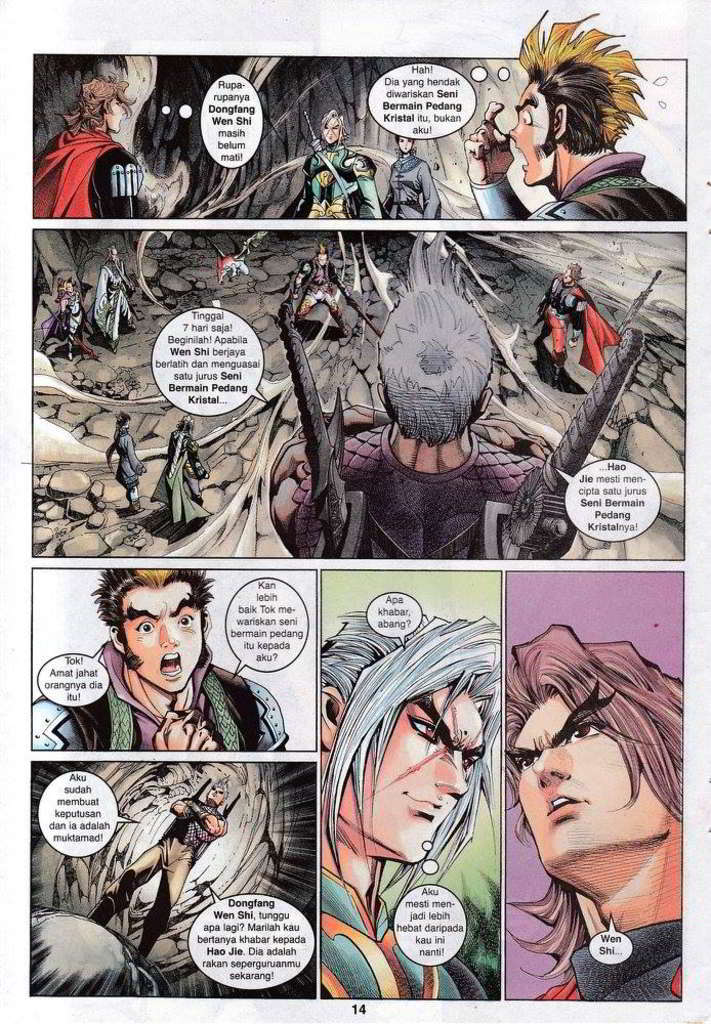 Rupa-
rupanya
Dongfang
Wen Shi
masih
belum
mati!
Hah!
Dia yang hendak
diwariskan Seni
Bermain Pedang
Kristal itu, bukan
aku!
Tinggal
7 hari saja!
Beginilah! Apabila
Wen Shi berjaya
berlatih dan menguasai
satu jurus Seni
Bermain Pedang
Kristal...
...Hao
Jie mesti men-
cipta satu jurus
Seni Bermain
Pedang
Kristalnya!
Tok!
Amat jahat
orangnya dia
itu!
Kan
lebih
baik Tok me-
wariskan seni
bermain pedang
itu kepada
aku?
Aku
sudah
membuat
keputusan
dan ia adalah
muktamad!
Dongfang
Wen Shi, tunggu
apa lagi? Marilah kau
bertanya khabar kepada
Hao Jie. Dia adalah
rakan seperguruanmu
sekarang!
Apa
khabar,
abang?
Aku
mesti men-
jadi lebih
hebat daripada
kau ini
nanti!
Wen
Shi...
14